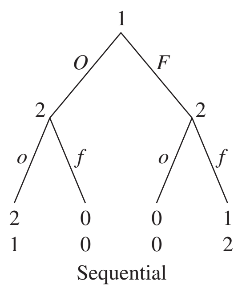 1
O F
2 2
o f o f
2 0 0 1
1 0 0 2
Sequential